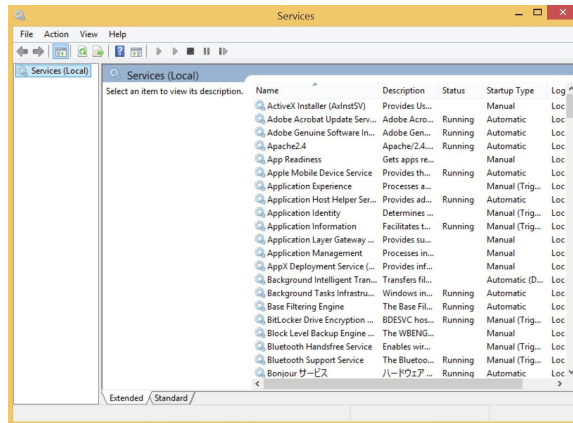 Services
File Action View Help
Services (Local)
Services (Local)
Select an item to view its description.
Name Description Status Startup Type Log
ActiveX Installer (AxInstSV) Provides Us... Manual Loc
Adobe Acrobat Update Serv... Adobe Acro... Running Automatic Loc
Adobe Genuine Software In... Adobe Gen... Running Automatic Loc
Apache2.4 Apache/2.4.... Running Automatic Loc
App Readiness Gets apps re... Manual Loc
Apple Mobile Device Service Provides th... Running Automatic Loc
Application Experience Processes a... Manual (Trig... Loc
Application Host Helper Ser... Provides ad... Running Automatic Loc
Application Identity Determines ... Manual (Trig... Loc
Application Information Facilitates t... Running Manual (Trig... Loc
Application Layer Gateway ... Provides su... Manual Loc
Application Management Processes in... Manual Loc
AppX Deployment Service (... Provides inf... Manual Loc
Background Intelligent Tran... Transfers fil... Automatic (D... Loc
Background Tasks Infrastru... Windows in... Running Automatic Loc
Base Filtering Engine The Base Fil... Running Automatic Loc
BitLocker Drive Encryption ... BDESVC hos... Running Manual (Trig... Loc
Block Level Backup Engine ... The WBENG... Manual Loc
Bluetooth Handsfree Service Enables wir... Manual (Trig... Loc
Bluetooth Support Service The Bluetoo... Running Manual (Trig... Loc
Bonjour サービス ハードウェア ... Running Automatic Loc
Extended Standard